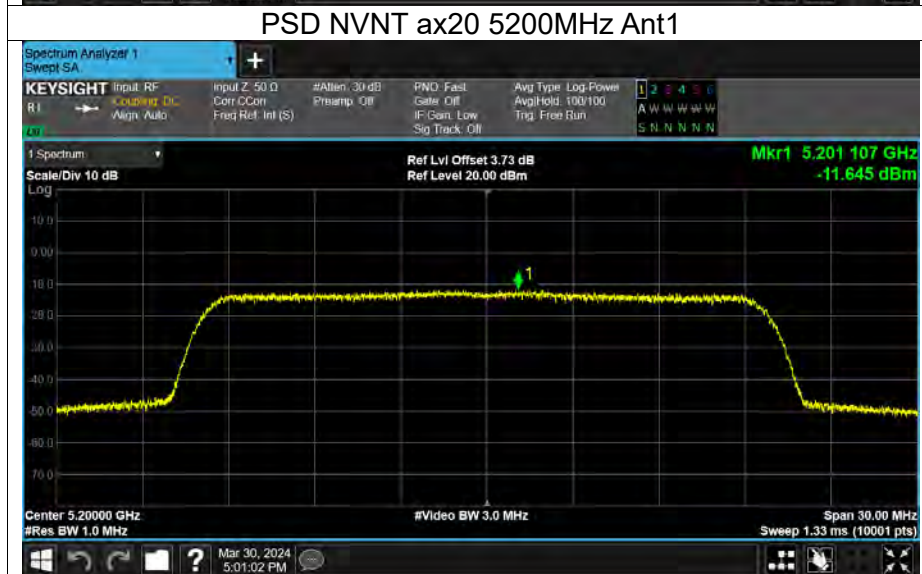 PSD NVNT ax20 5200MHz Ant1
Spectrum Analyzer 1
Swept SA
+
KEYSIGHT Input: RF Input Z: 50 Ω #Atten: 30 dB PNO: Fast Avg Type: Log-Power 1 2 3 4 5 6
Coupling: DC Corr CCorr Preamp: Off Gate: Off Avg|Hold: 100/100 A W W W W W
Align: Auto Freq Ref: Int (S) IF Gain: Low Trig: Free Run
Sig Track: Off S N N N N N
1 Spectrum Ref Lvl Offset 3.73 dB Mkr1 5.201 107 GHz
Scale/Div 10 dB Ref Level 20.00 dBm -11.645 dBm
Log
10.0
0.00
1
-10.0
-20.0
-30.0
-40.0
-50.0
-60.0
-70.0
Center 5.20000 GHz #Video BW 3.0 MHz Span 30.00 MHz
#Res BW 1.0 MHz Sweep 1.33 ms (10001 pts)
? Mar 30, 2024
5:01:02 PM